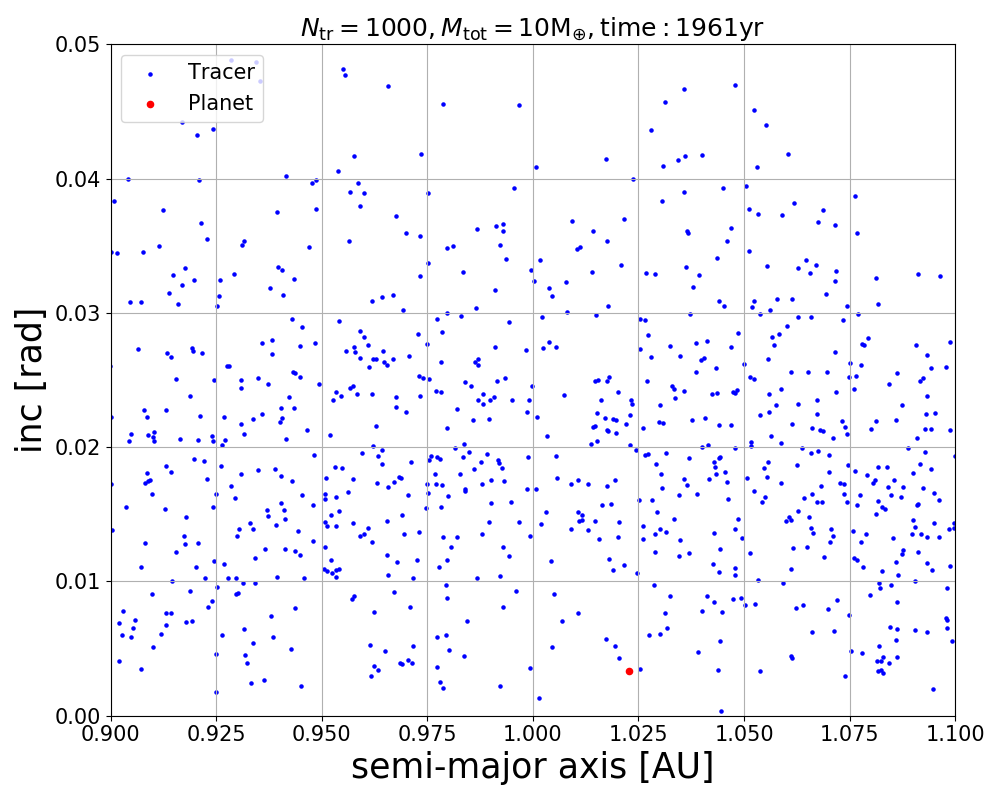 N_tr = 1000, M_tot = 10M_⊕, time : 1961yr
Tracer
Planet
inc [rad]
0.05
0.04
0.03
0.02
0.01
0.00
0.900 0.925 0.950 0.975 1.000 1.025 1.050 1.075 1.100
semi-major axis [AU]